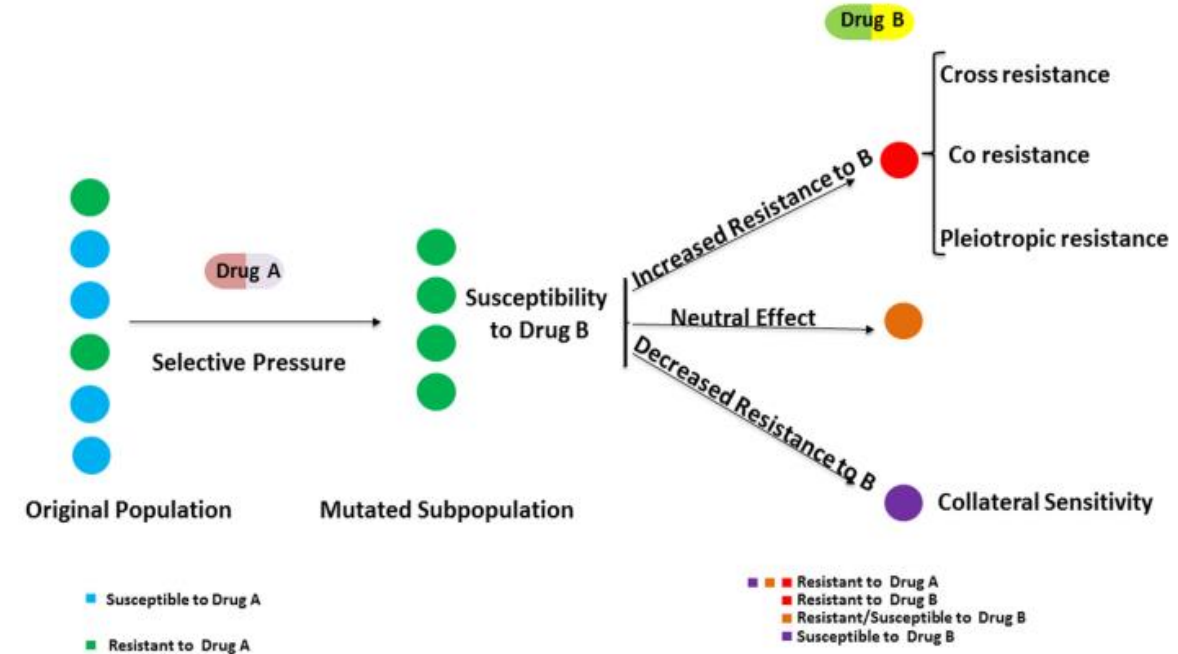 Drug B
Cross resistance
Co resistance
Pleiotropic resistance
Increased Resistance to B
Drug A
Selective Pressure
Susceptibility
to Drug B
Neutral Effect
Decreased Resistance to B
Collateral Sensitivity
Original Population
Mutated Subpopulation
Susceptible to Drug A
Resistant to Drug A
Resistant to Drug A
Resistant to Drug B
Resistant/Susceptible to Drug B
Susceptible to Drug B